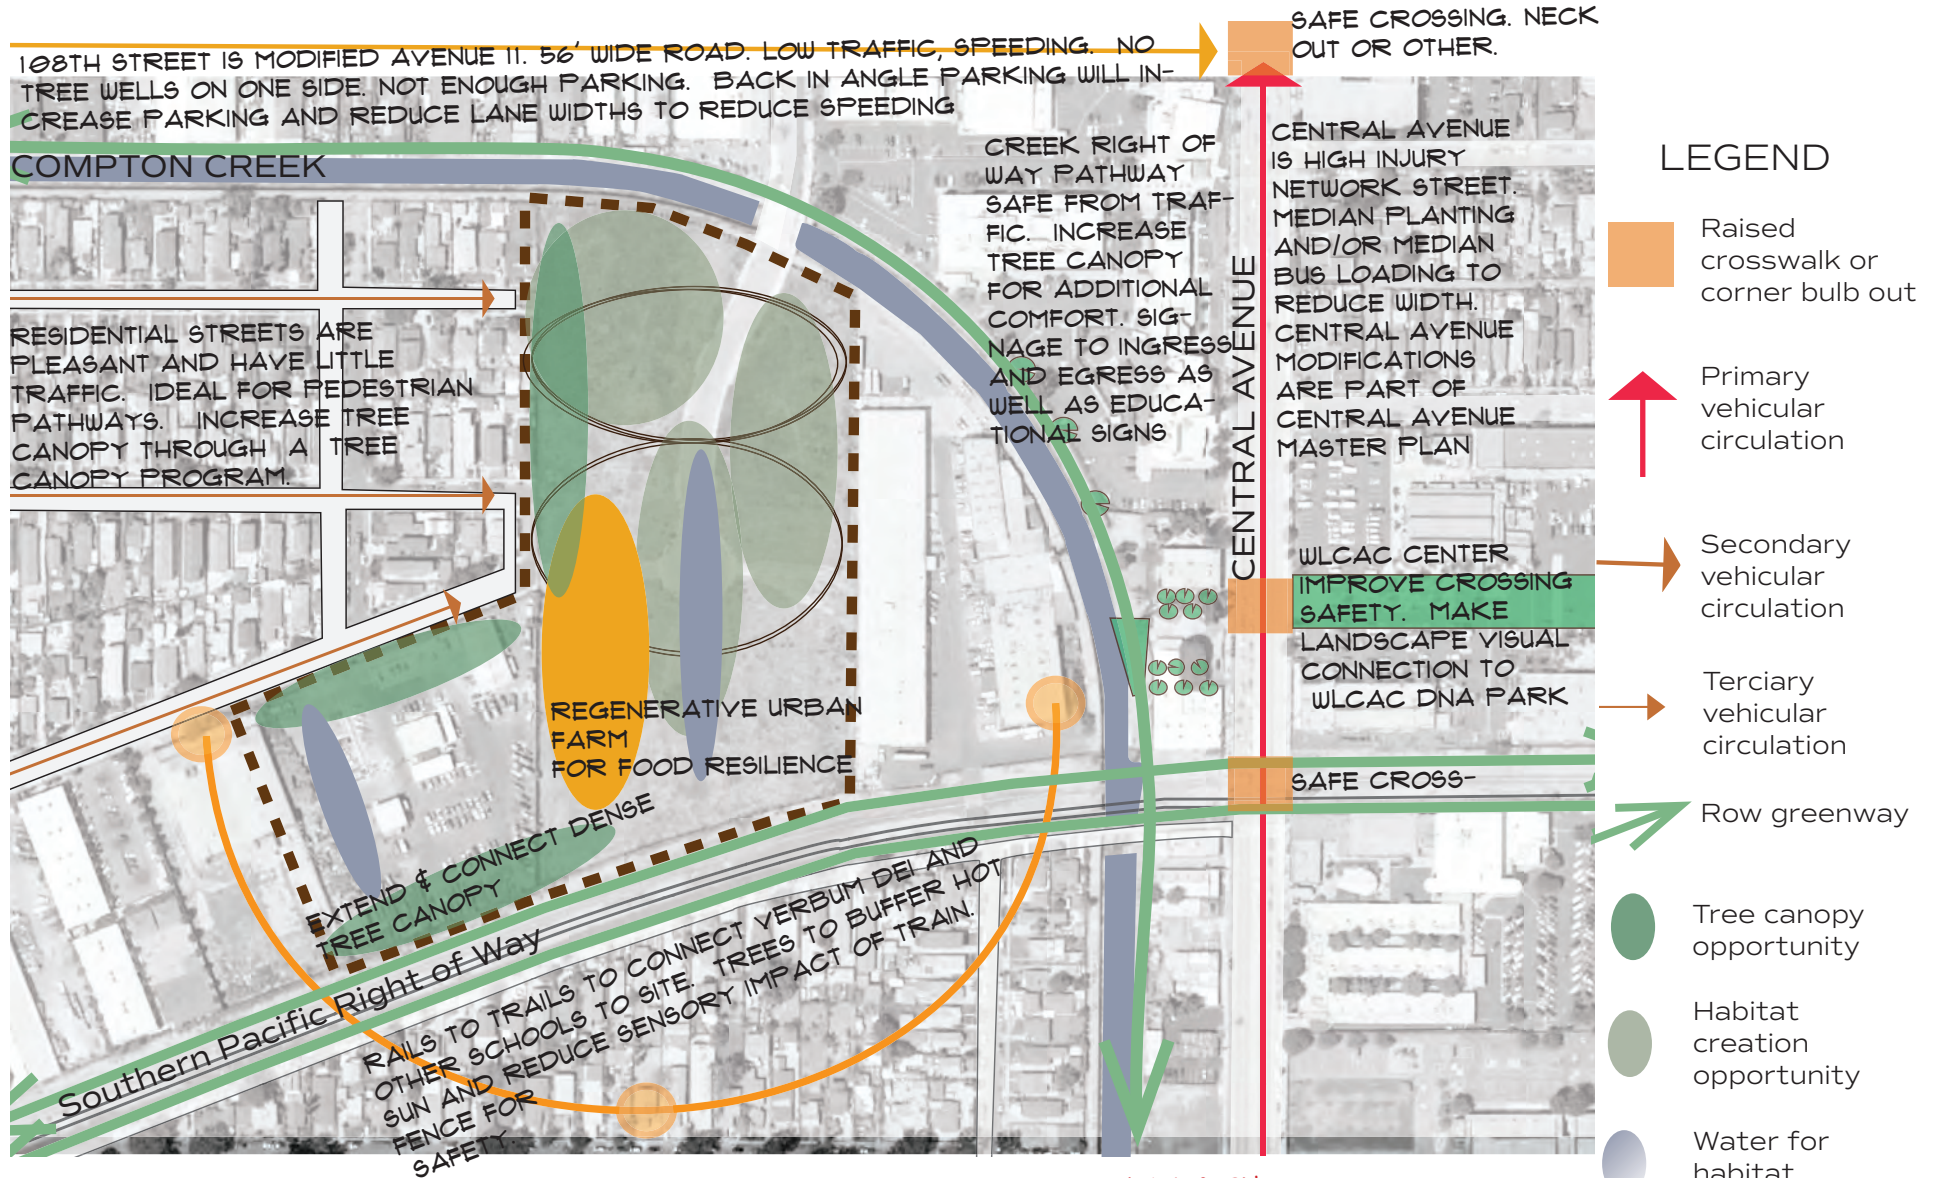 108TH STREET IS MODIFIED AVENUE 11. 56' WIDE ROAD. LOW TRAFFIC, SPEEDING. NO
TREE WELLS ON ONE SIDE. NOT ENOUGH PARKING. BACK IN ANGLE PARKING WILL IN-
CREASE PARKING AND REDUCE LANE WIDTHS TO REDUCE SPEEDING
SAFE CROSSING. NECK
OUT OR OTHER.
COMPTON CREEK
CREEK RIGHT OF
WAY PATHWAY
SAFE FROM TRAF-
FIC. INCREASE
TREE CANOPY
FOR ADDITIONAL
COMFORT. SIG-
NAGE TO INGRESS
AND EGRESS AS
WELL AS EDUCA-
TIONAL SIGNS
CENTRAL AVENUE
CENTRAL AVENUE
IS HIGH INJURY
NETWORK STREET.
MEDIAN PLANTING
AND/OR MEDIAN
BUS LOADING TO
REDUCE WIDTH.
CENTRAL AVENUE
MODIFICATIONS
ARE PART OF
CENTRAL AVENUE
MASTER PLAN
RESIDENTIAL STREETS ARE
PLEASANT AND HAVE LITTLE
TRAFFIC. IDEAL FOR PEDESTRIAN
PATHWAYS. INCREASE TREE
CANOPY THROUGH A TREE
CANOPY PROGRAM.
WLCAC CENTER
IMPROVE CROSSING
SAFETY. MAKE
LANDSCAPE VISUAL
CONNECTION TO
WLCAC DNA PARK
REGENERATIVE URBAN
FARM
FOR FOOD RESILIENCE
SAFE CROSS-
EXTEND & CONNECT DENSE
TREE CANOPY
Southern Pacific Right of Way
RAILS TO TRAILS TO CONNECT VERBUM DEI AND
OTHER SCHOOLS TO SITE. TREES TO BUFFER HOT
SUN AND REDUCE SENSORY IMPACT OF TRAIN.
FENCE FOR
SAFETY.
LEGEND
Raised
crosswalk or
corner bulb out
Primary
vehicular
circulation
Secondary
vehicular
circulation
Terciary
vehicular
circulation
Row greenway
Tree canopy
opportunity
Habitat
creation
opportunity
Water for
habitat